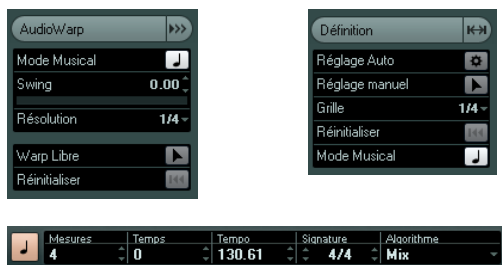 AudioWarp
Mode Musical
Swing 0.00
Résolution 1/4
Warp Libre
Réinitialiser
Définition
Réglage Auto
Réglage manuel
Grille 1/4
Réinitialiser
Mode Musical
Mesures Temps Tempo Signature Algorithme
4 0 130.61 4/4 Mix